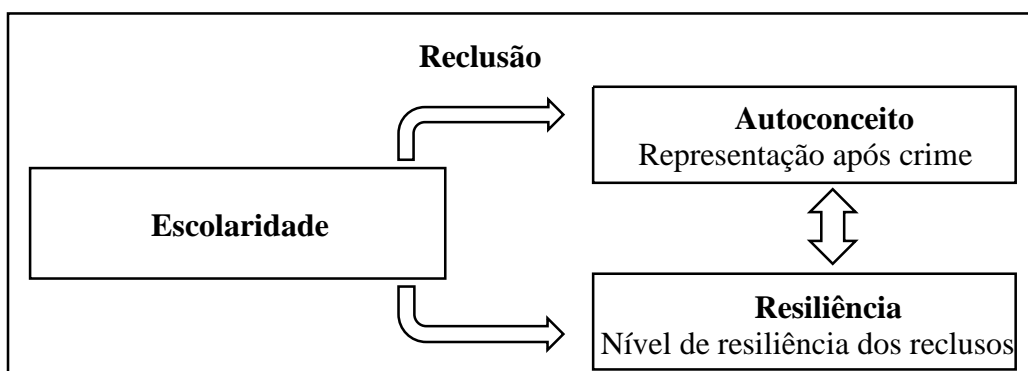 Reclusão
Autoconceito
Representação após crime
Escolaridade
Resiliência
Nível de resiliência dos reclusos